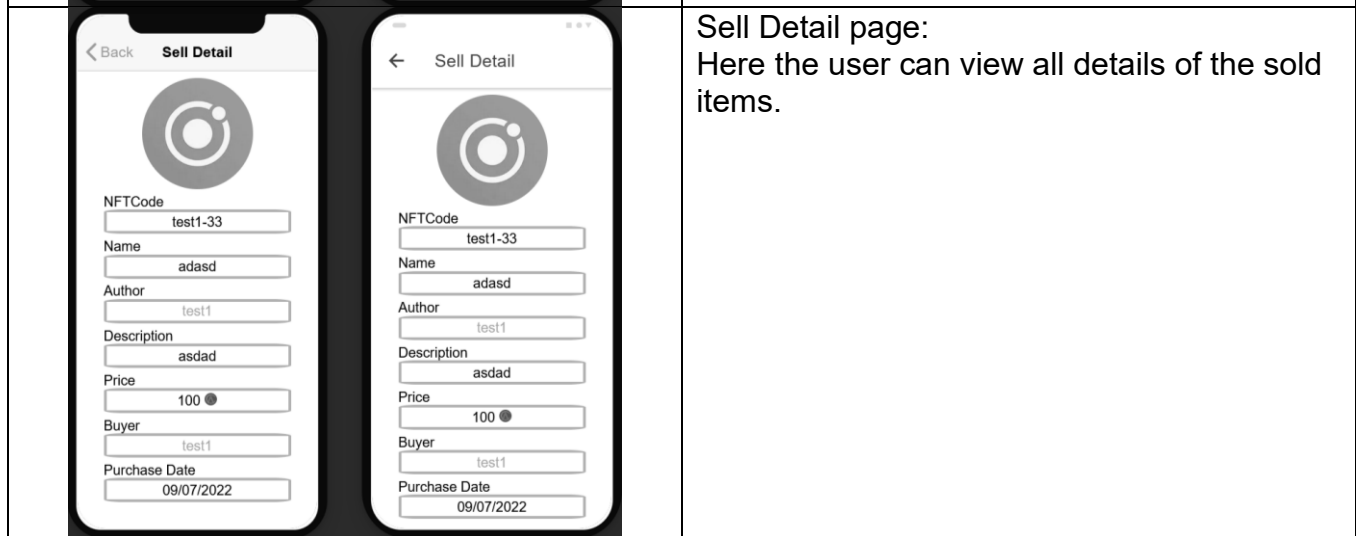 Back Sell Detail
NFTCode
test1-33
Name
adasd
Author
test1
Description
asdad
Price
100
Buyer
test1
Purchase Date
09/07/2022
Sell Detail
NFTCode
test1-33
Name
adasd
Author
test1
Description
asdad
Price
100
Buyer
test1
Purchase Date
09/07/2022
Sell Detail page:
Here the user can view all details of the sold
items.